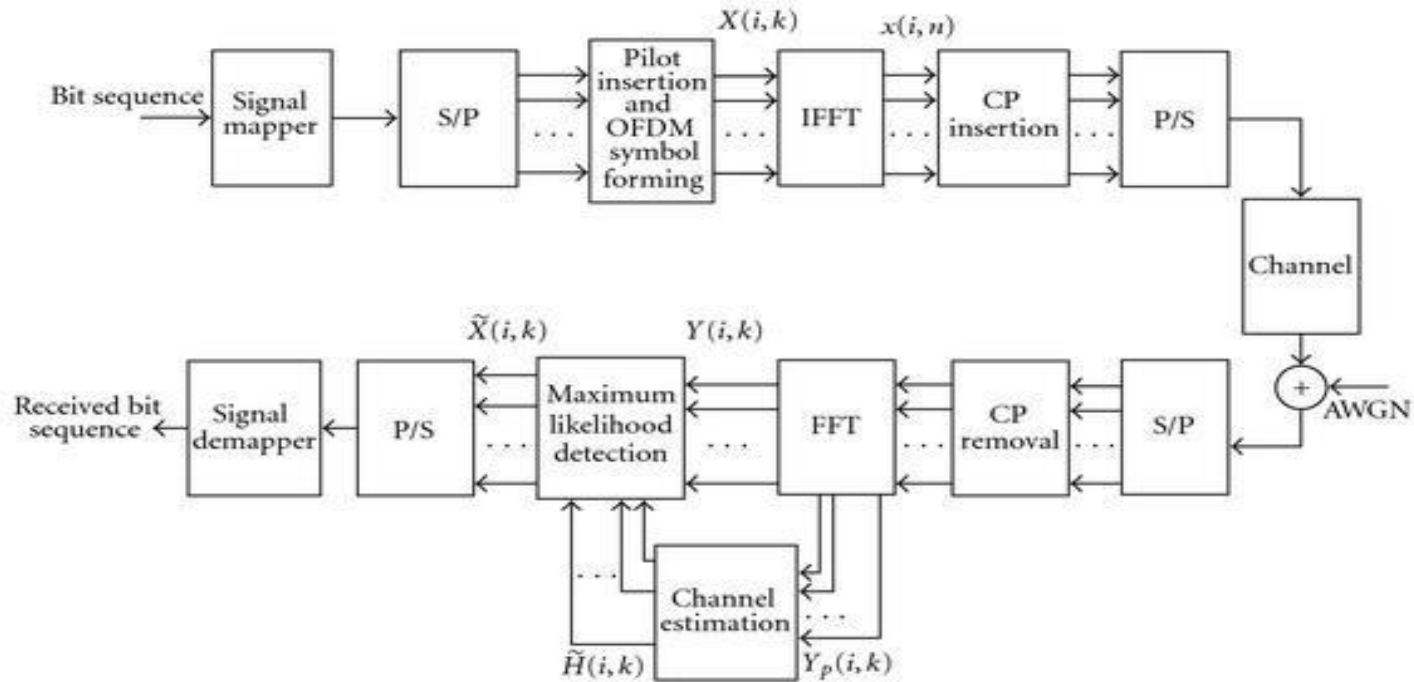 X(i, k)
x(i, n)
Bit sequence
Signal
mapper
S/P
Pilot
insertion
and
OFDM
symbol
forming
IFFT
CP
insertion
P/S
. . .
. . .
. . .
. . .
Channel
X̃(i, k)
Y(i, k)
Received bit
sequence
Signal
demapper
P/S
Maximum
likelihood
detection
FFT
CP
removal
S/P
+
AWGN
. . .
. . .
. . .
. . .
. . .
Channel
estimation
. . .
H̃(i, k)
Y_p(i, k)